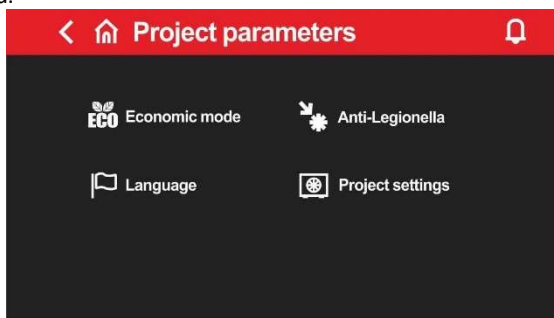 Project parameters
ECO Economic mode
Anti-Legionella
Language
Project settings